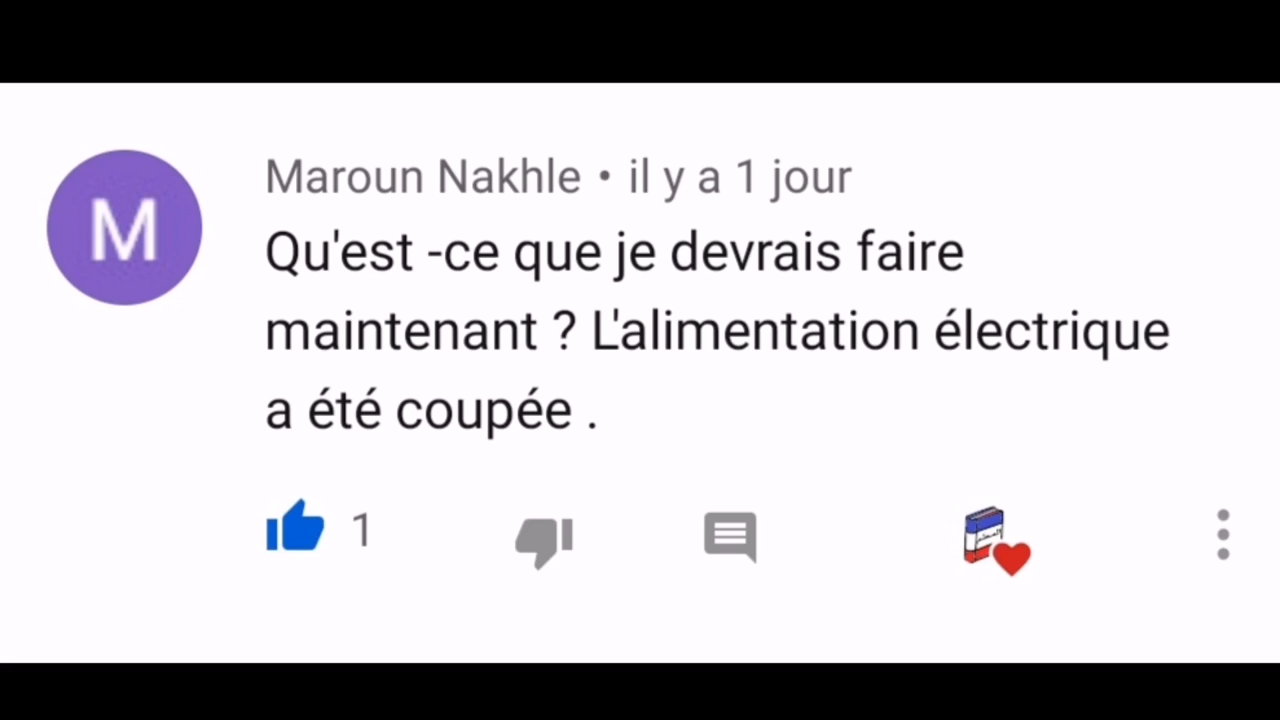 M
Maroun Nakhle • il y a 1 jour
Qu'est -ce que je devrais faire
maintenant ? L'alimentation électrique
a été coupée .
1